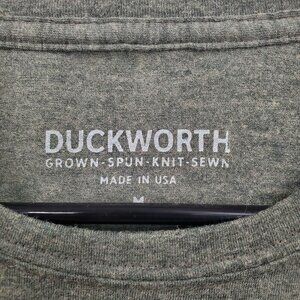 DUCKWORTH
GROWN-SPUN-KNIT-SEWN
MADE IN USA
M